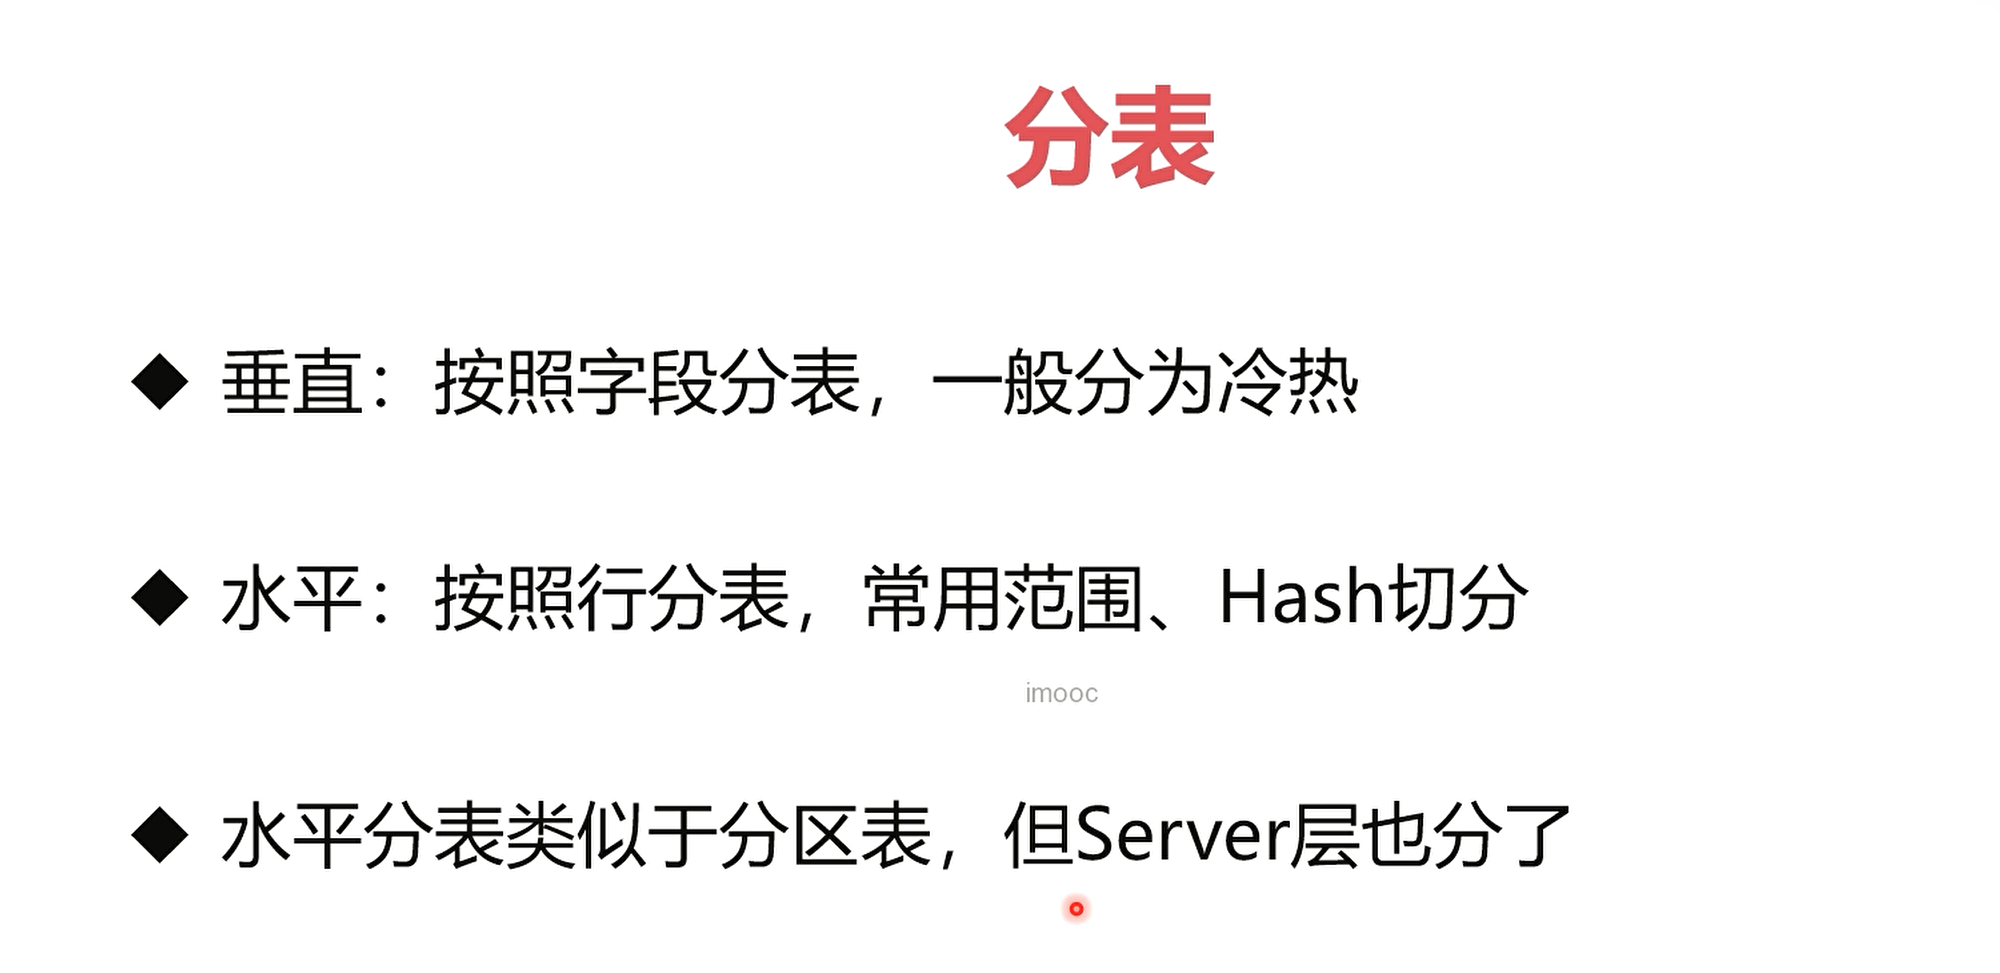 分表
◆ 垂直：按照字段分表，一般分为冷热
◆ 水平：按照行分表，常用范围、Hash切分
imooc
◆ 水平分表类似于分区表，但Server层也分了